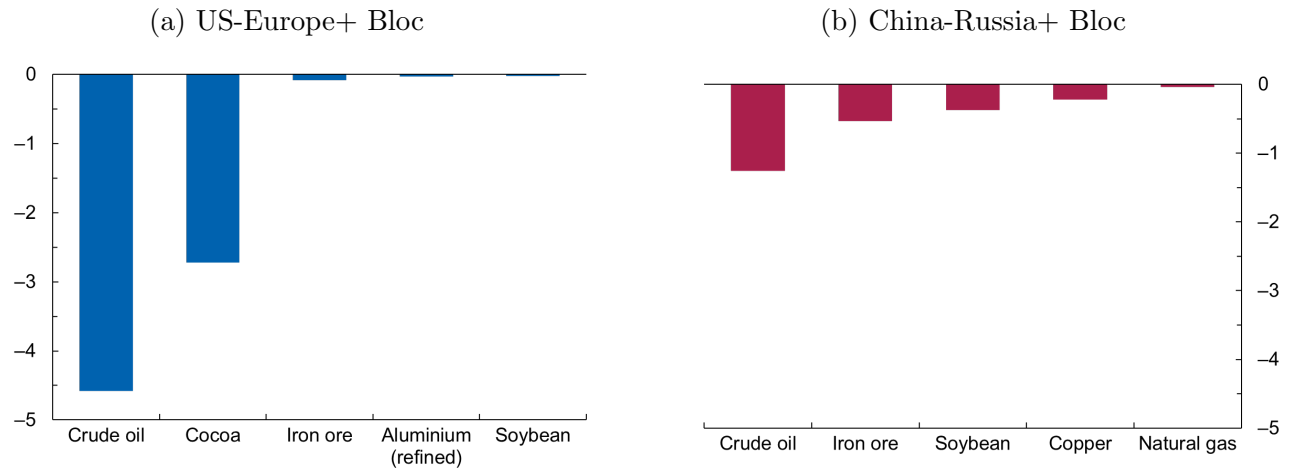 (a) US-Europe+ Bloc
(b) China-Russia+ Bloc
0
–1
–2
–3
–4
–5
Crude oil
Cocoa
Iron ore
Aluminium
(refined)
Soybean
0
–1
–2
–3
–4
–5
Crude oil
Iron ore
Soybean
Copper
Natural gas